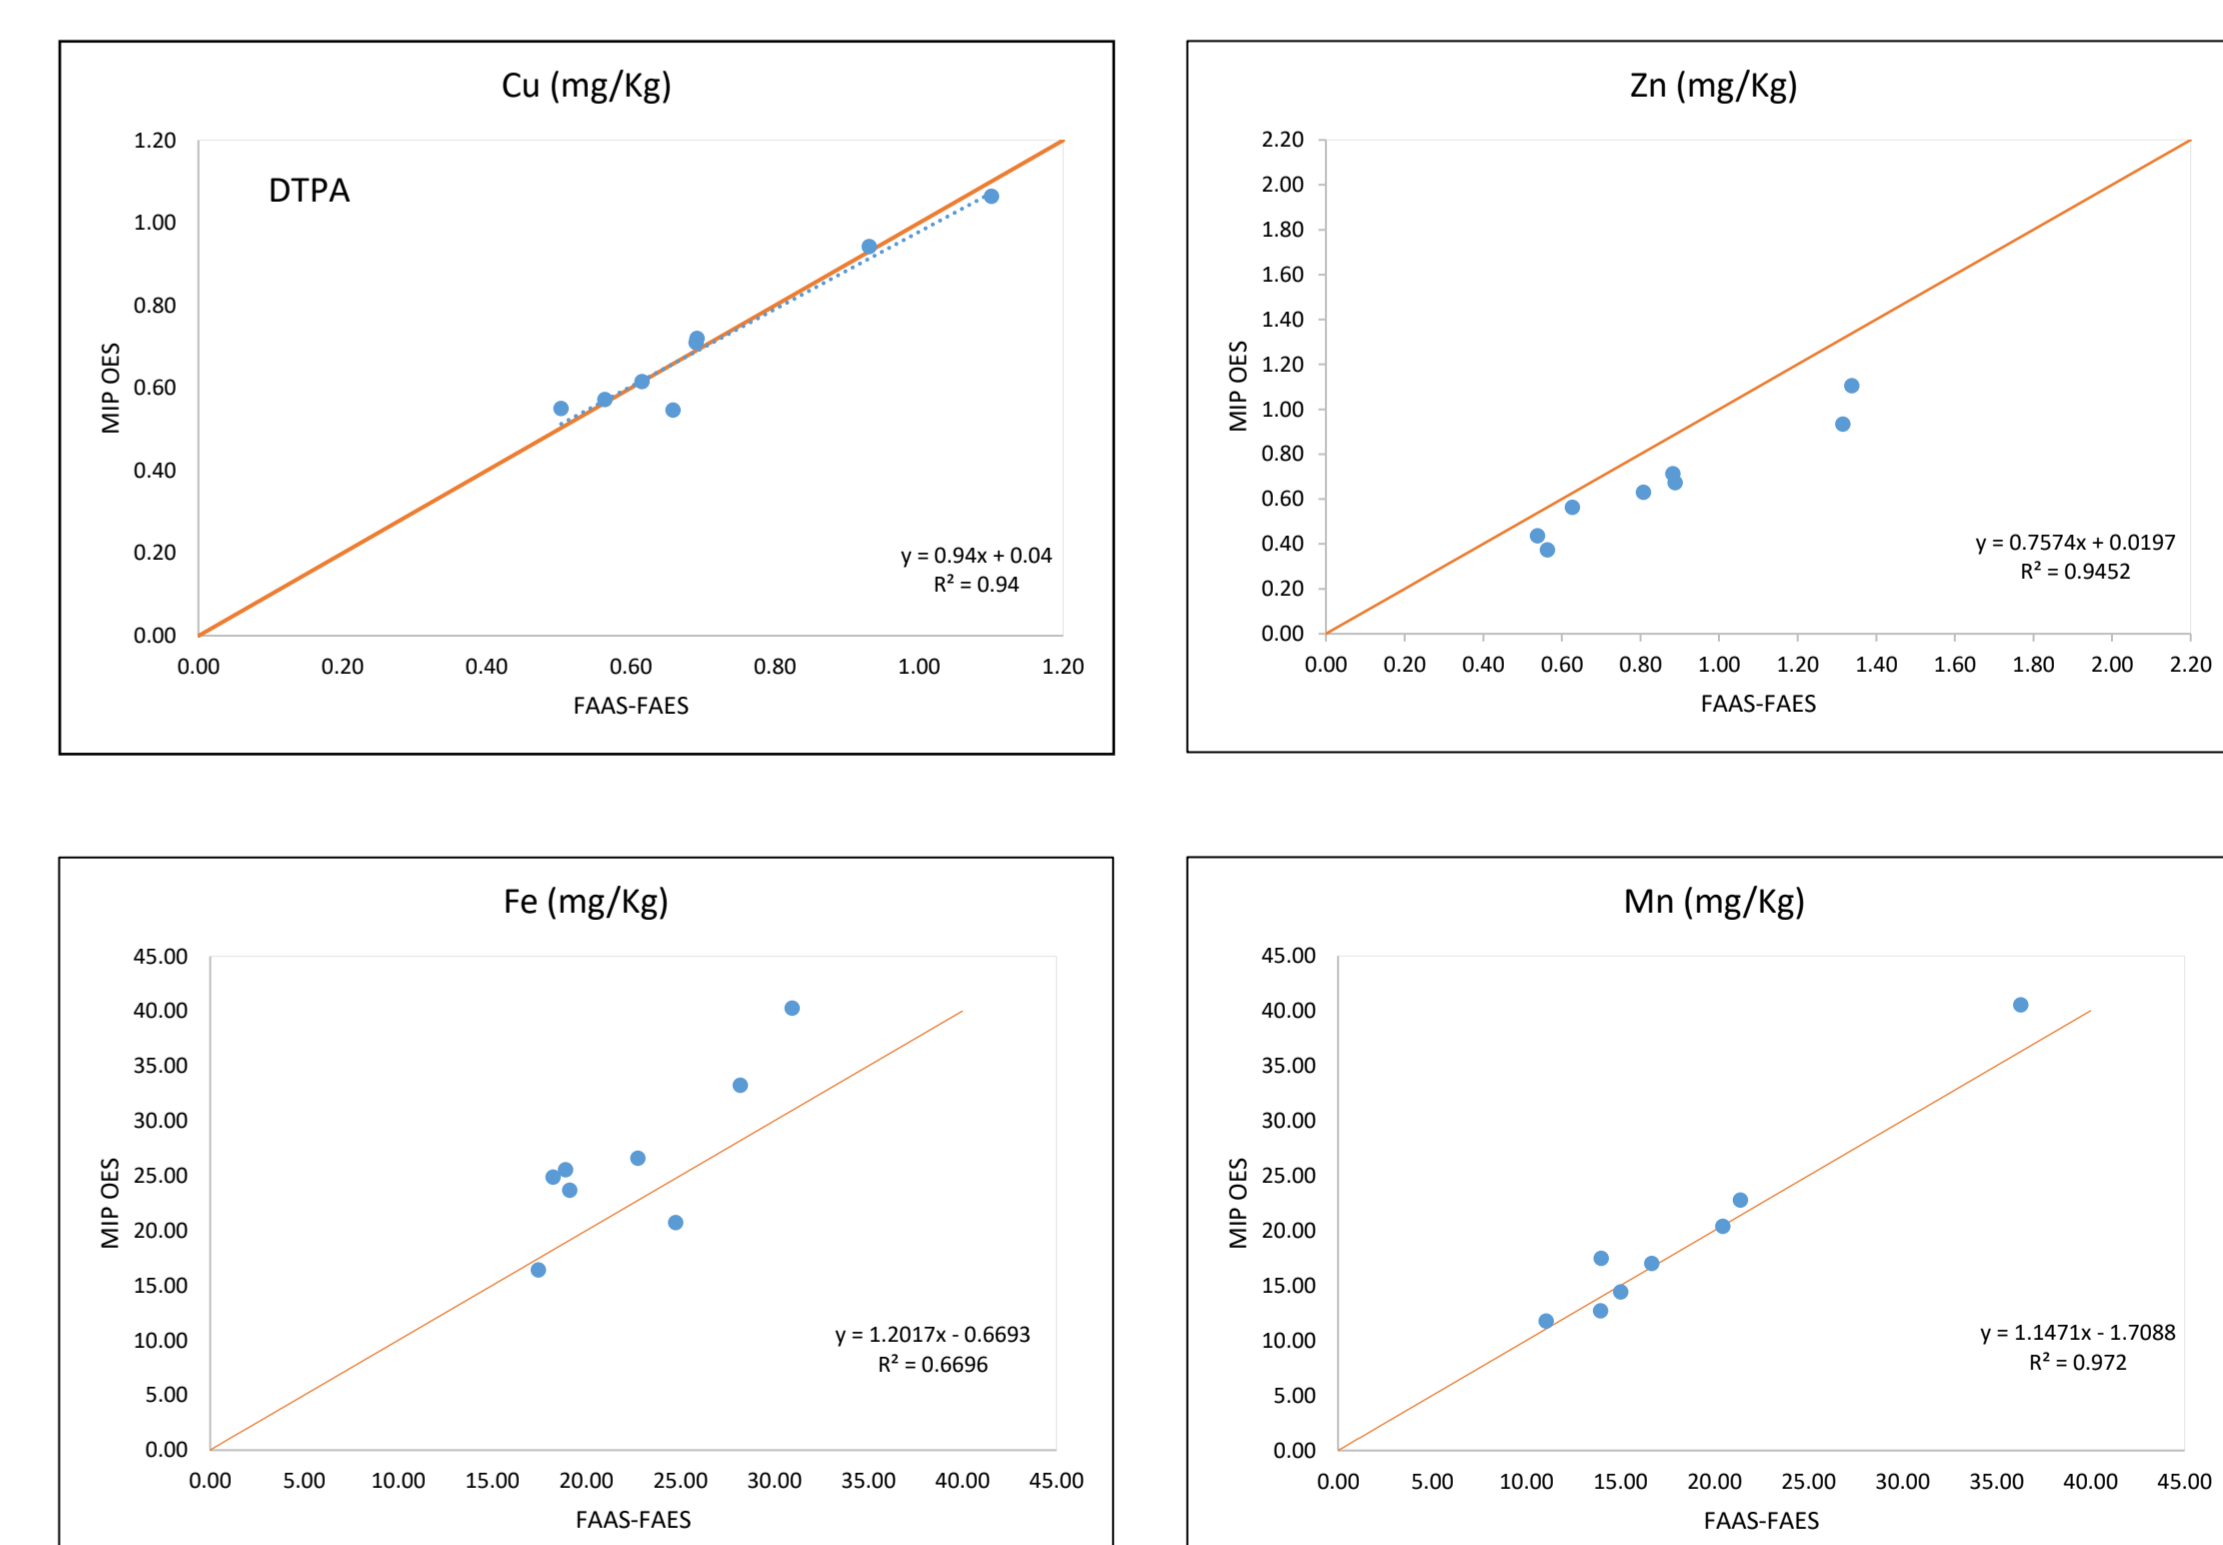 Cu (mg/Kg)
DTPA
MIP OES
1.20
1.00
0.80
0.60
0.40
0.20
0.00
0.00 0.20 0.40 0.60 0.80 1.00 1.20
FAAS-FAES
y = 0.94x + 0.04
R² = 0.94
Zn (mg/Kg)
MIP OES
2.20
2.00
1.80
1.60
1.40
1.20
1.00
0.80
0.60
0.40
0.20
0.00
0.00 0.20 0.40 0.60 0.80 1.00 1.20 1.40 1.60 1.80 2.00 2.20
FAAS-FAES
y = 0.7574x + 0.0197
R² = 0.9452
Fe (mg/Kg)
MIP OES
45.00
40.00
35.00
30.00
25.00
20.00
15.00
10.00
5.00
0.00
0.00 5.00 10.00 15.00 20.00 25.00 30.00 35.00 40.00 45.00
FAAS-FAES
y = 1.2017x - 0.6693
R² = 0.6696
Mn (mg/Kg)
MIP OES
45.00
40.00
35.00
30.00
25.00
20.00
15.00
10.00
5.00
0.00
0.00 5.00 10.00 15.00 20.00 25.00 30.00 35.00 40.00 45.00
FAAS-FAES
y = 1.1471x - 1.7088
R² = 0.972